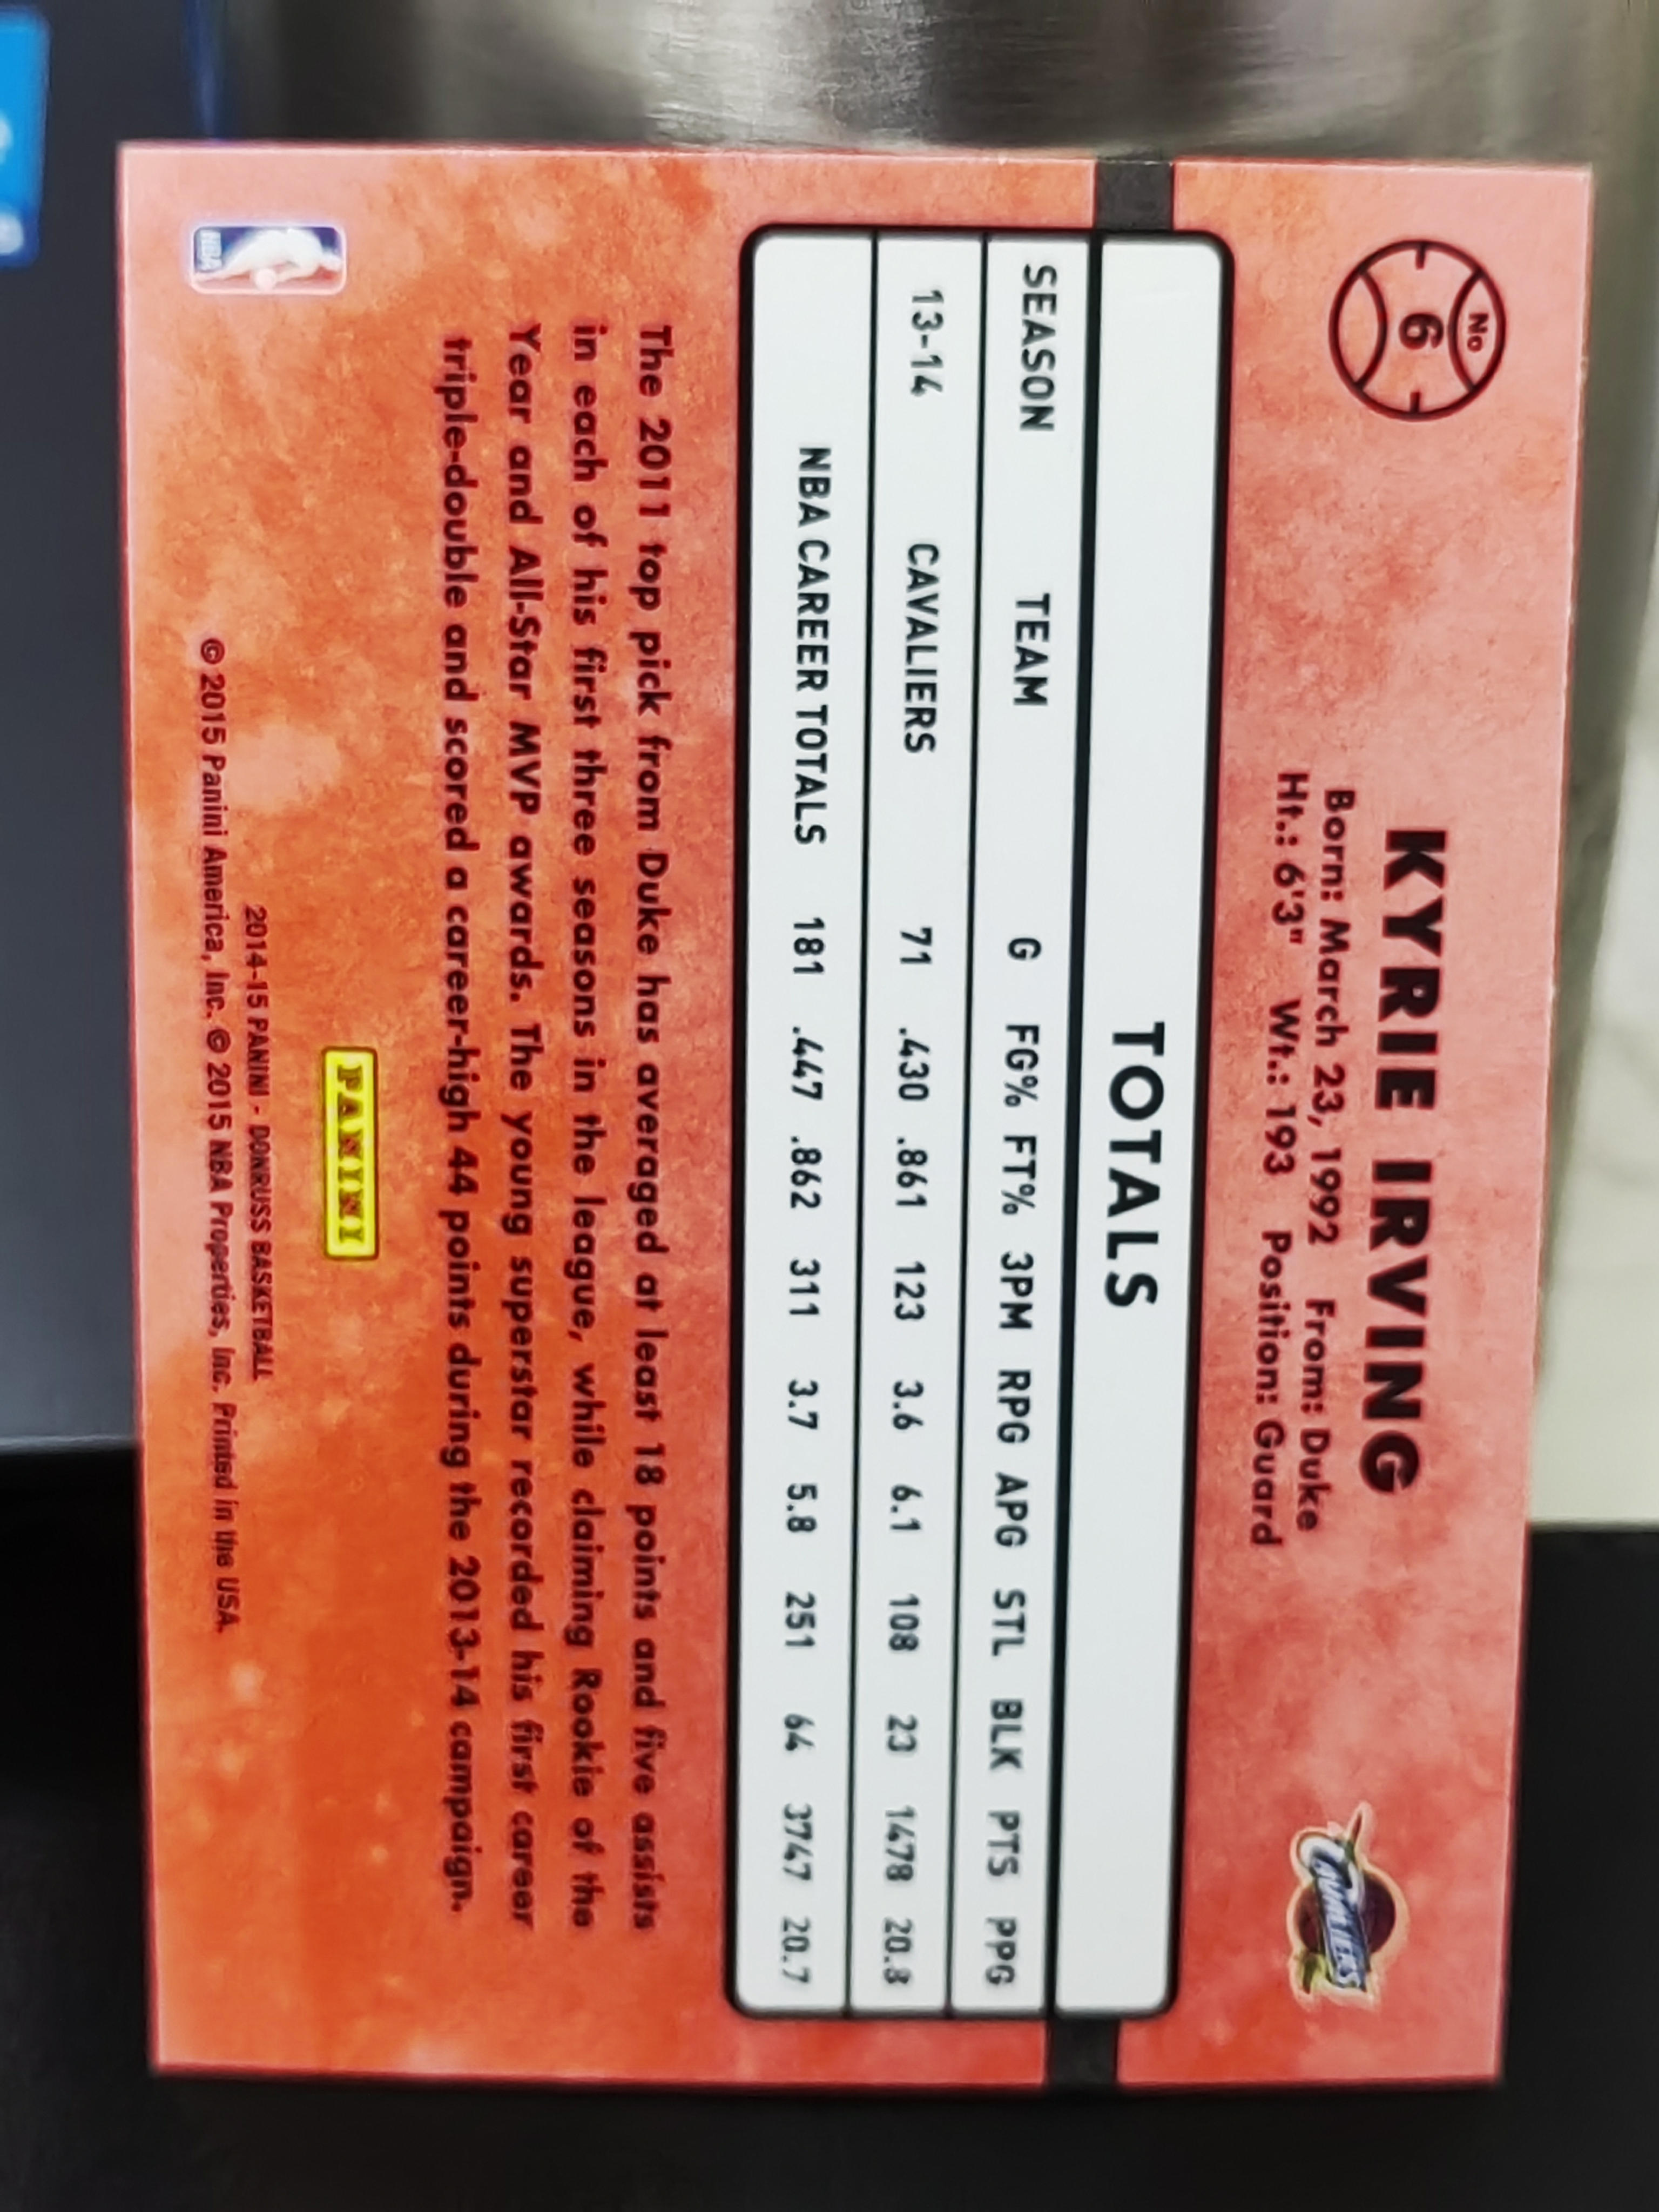 No
6
KYRIE IRVING
Born: March 23, 1992 From: Duke
Ht.: 6'3" Wt.: 193 Position: Guard
CAVALIERS
TOTALS
SEASON TEAM G FG% FT% 3PM RPG APG STL BLK PTS PPG
13-14 CAVALIERS 71 .430 .861 123 3.6 6.1 108 23 1478 20.8
NBA CAREER TOTALS 181 .447 .862 311 3.7 5.8 251 64 3747 20.7
The 2011 top pick from Duke has averaged at least 18 points and five assists
in each of his first three seasons in the league, while claiming Rookie of the
Year and All-Star MVP awards. The young superstar recorded his first career
triple-double and scored a career-high 44 points during the 2013-14 campaign.
PANINI
NBA
2014-15 PANINI - DONRUSS BASKETBALL
© 2015 Panini America, Inc. © 2015 NBA Properties, Inc. Printed in the USA.